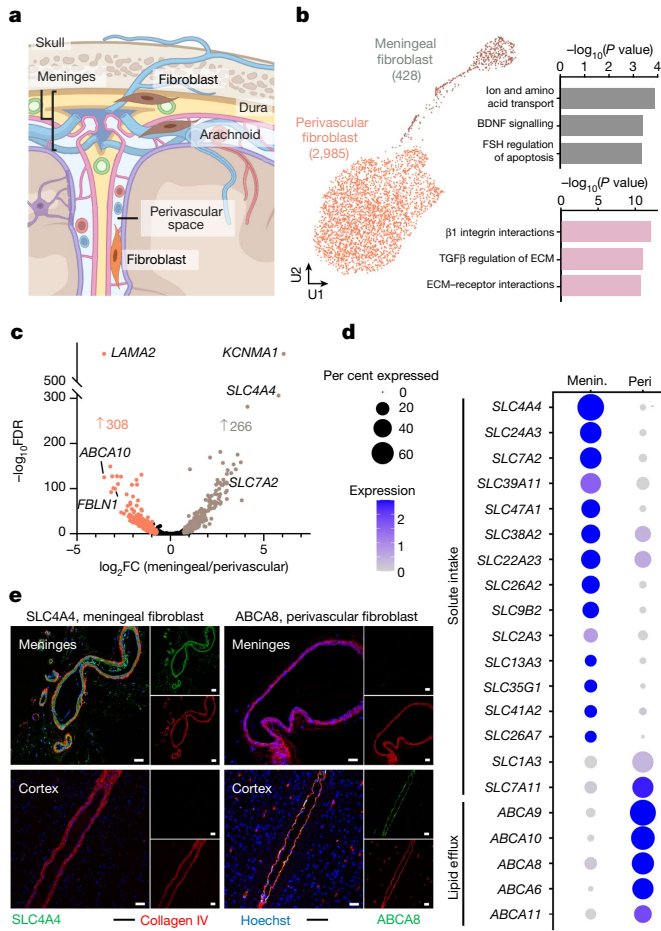 a
Skull
Meninges
Fibroblast
Dura
Arachnoid
Perivascular
space
Fibroblast
b
Meningeal
fibroblast
(428)
Perivascular
fibroblast
(2,985)
U2
U1
–log10(P value)
0 1 2 3 4
Ion and amino
acid transport
BDNF signalling
FSH regulation
of apoptosis
–log10(P value)
0 5 10
β1 integrin interactions
TGFβ regulation of ECM
ECM–receptor interactions
c
LAMA2
KCNMA1
SLC4A4
↑308
↑266
ABCA10
SLC7A2
FBLN1
500
300
200
100
0
–log10FDR
–5 0 5
log2FC (meningeal/perivascular)
Per cent expressed
0
20
40
60
Expression
2
1
0
d
Menin. Peri
Solute intake
SLC4A4
SLC24A3
SLC7A2
SLC39A11
SLC47A1
SLC38A2
SLC22A23
SLC26A2
SLC9B2
SLC2A3
SLC13A3
SLC35G1
SLC41A2
SLC26A7
SLC1A3
SLC7A11
Lipid efflux
ABCA9
ABCA10
ABCA8
ABCA6
ABCA11
e
SLC4A4, meningeal fibroblast
ABCA8, perivascular fibroblast
Meninges
Meninges
Cortex
Cortex
SLC4A4 Collagen IV Hoechst ABCA8